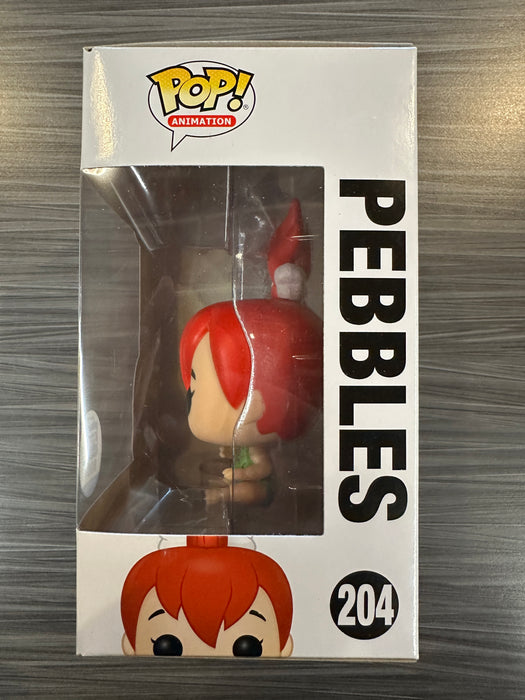 POP!
ANIMATION
PEBBLES
204